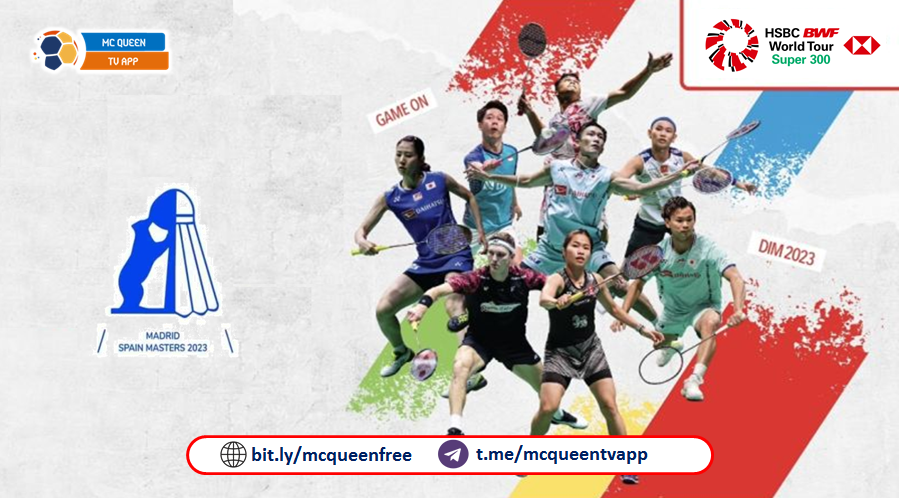 MC QUEEN
TV APP
HSBC BWF
World Tour
Super 300
GAME ON
DAIHATSU
DIM 2023
MADRID
SPAIN MASTERS 2023
bit.ly/mcqueenfree
t.me/mcqueentvapp